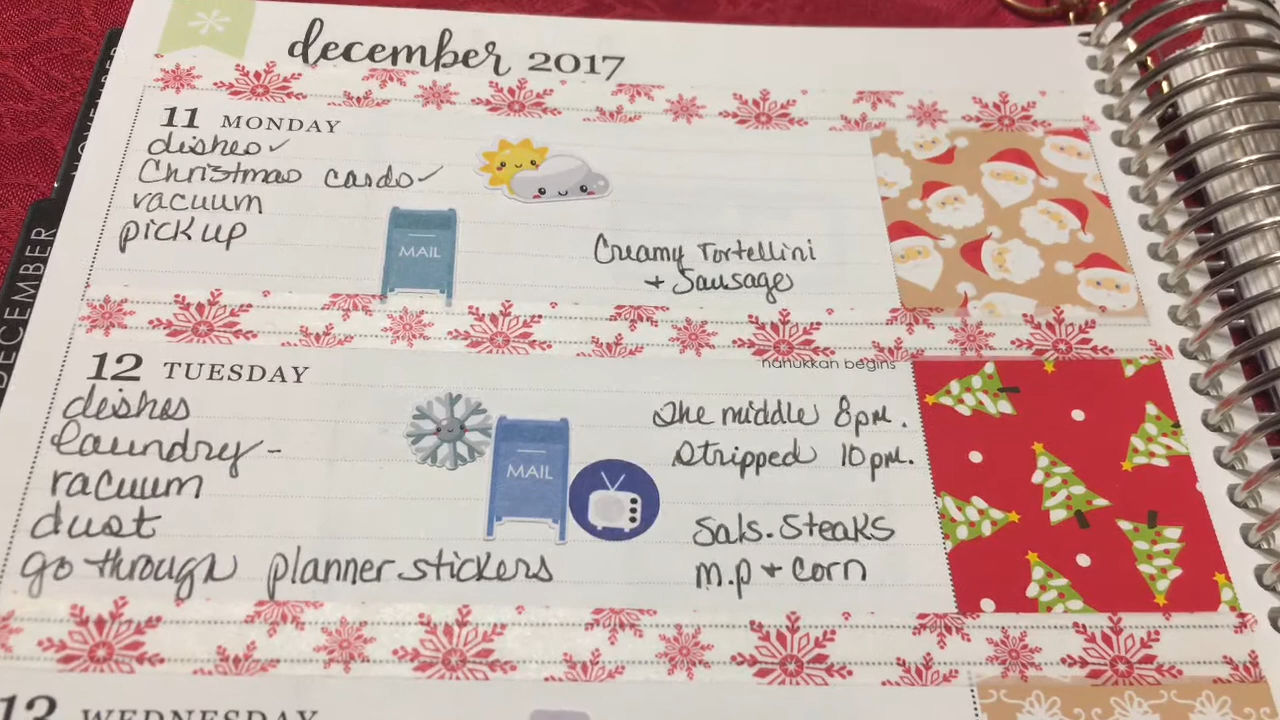 december 2017
NOVEMBER
DECEMBER
11 MONDAY
dishes✓
Christmas cards✓
vacuum
pick up
MAIL
Creamy Tortellini
+ Sausage
12 TUESDAY
hanukkah begins
dishes
laundry -
vacuum
dust
go through planner stickers
MAIL
The middle 8pm.
Stripped 10pm.
Sals. Steaks
m.p + corn
13 WEDNESDAY